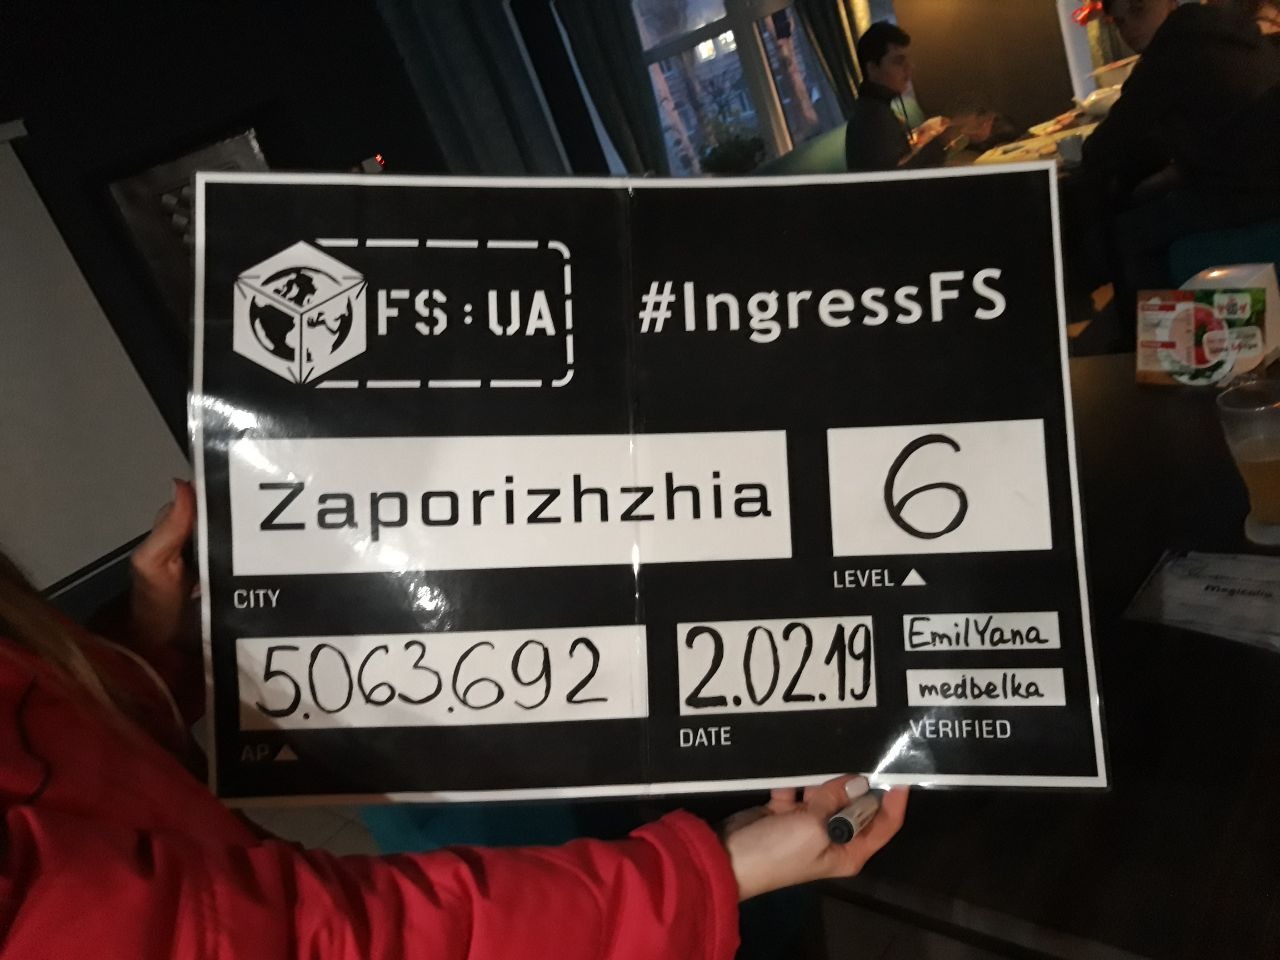 FS:UA
#IngressFS
Zaporizhzhia
6
CITY
LEVEL
5.063.692
2.02.19
EmilYana
medbelka
AP
DATE
VERIFIED